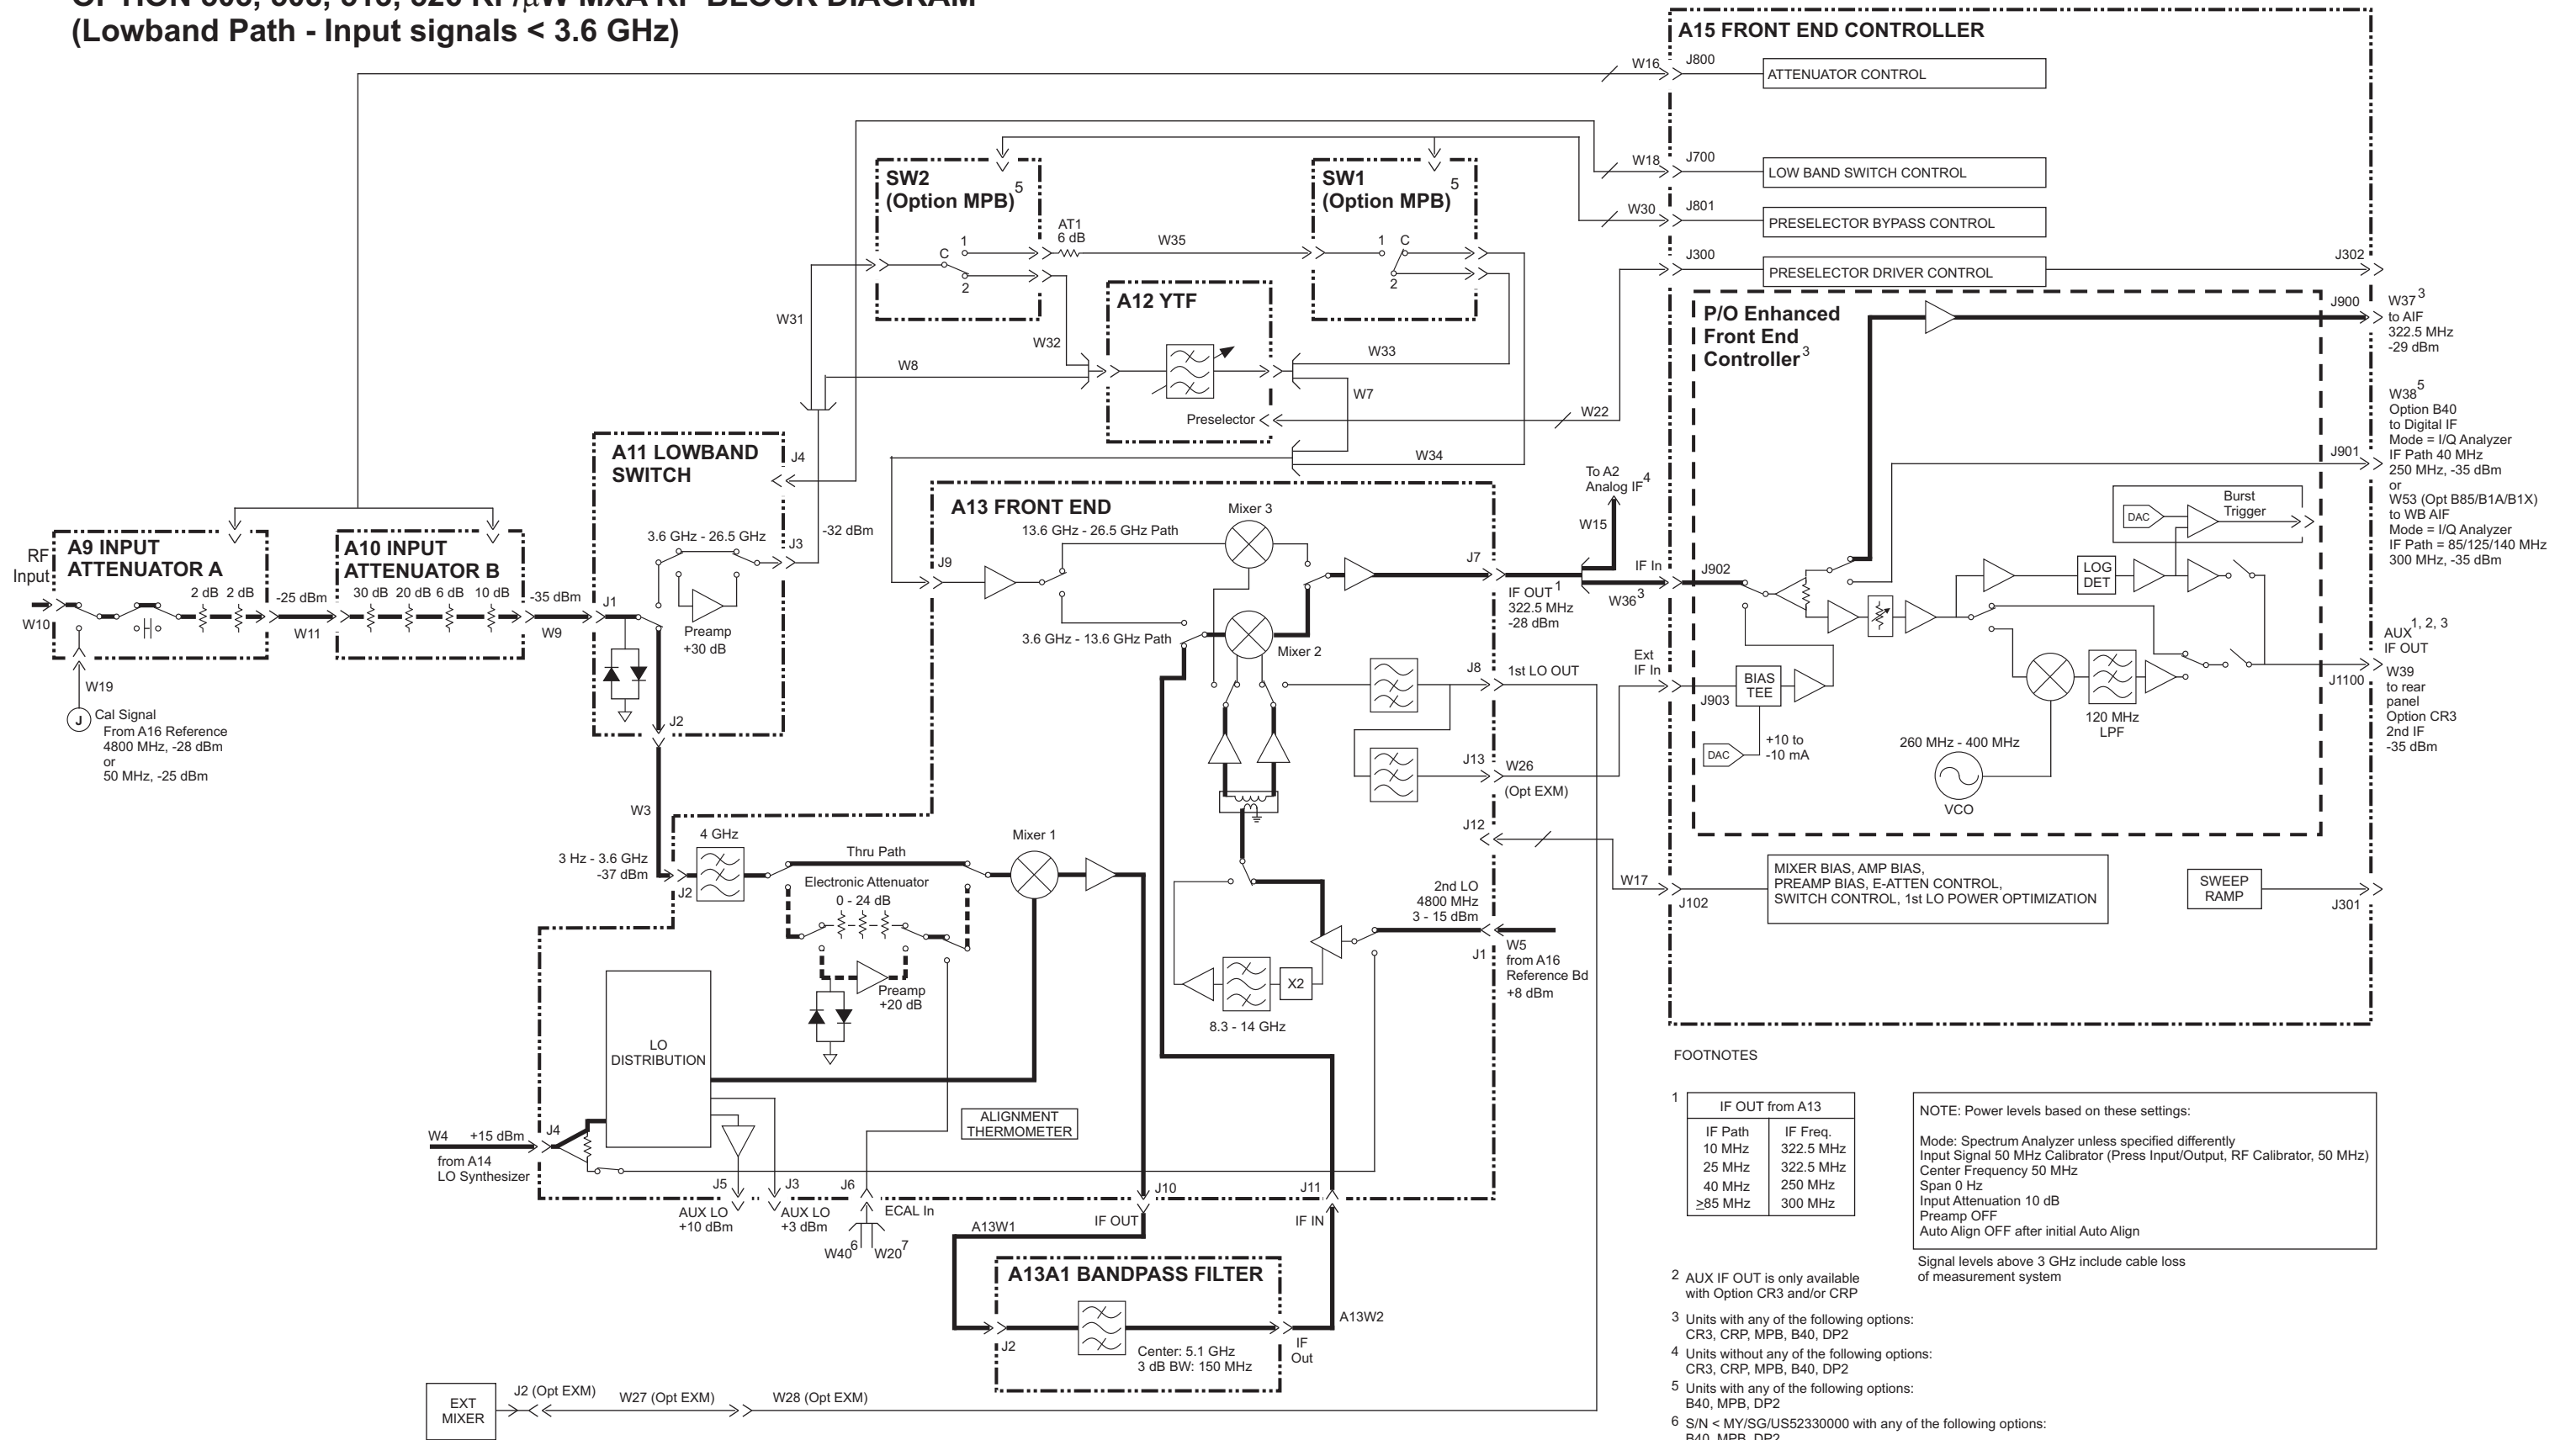 (Lowband Path - Input signals < 3.6 GHz)
A15 FRONT END CONTROLLER
W16
J800
ATTENUATOR CONTROL
W18
J700
LOW BAND SWITCH CONTROL
W30
J801
PRESELECTOR BYPASS CONTROL
J300
PRESELECTOR DRIVER CONTROL
J302
SW2
(Option MPB)5
C
1
2
AT1
6 dB
W35
SW1
(Option MPB)5
1
C
2
A12 YTF
Preselector
W31
W32
W8
W33
W7
W22
W34
P/O Enhanced
Front End
Controller3
J900
W373
to AIF
322.5 MHz
-29 dBm
W385
Option B40
to Digital IF
Mode = I/Q Analyzer
IF Path 40 MHz
250 MHz, -35 dBm
or
W53 (Opt B85/B1A/B1X)
to WB AIF
Mode = I/Q Analyzer
IF Path = 85/125/140 MHz
300 MHz, -35 dBm
J901
Burst
Trigger
DAC
LOG
DET
AUX1, 2, 3
IF OUT
J1100
W39
to rear
panel
Option CR3
2nd IF
-35 dBm
120 MHz
LPF
260 MHz - 400 MHz
VCO
BIAS
TEE
DAC
+10 to
-10 mA
J902
IF In
W363
Ext
IF In
J903
To A2
Analog IF4
W15
A11 LOWBAND
SWITCH
J4
3.6 GHz - 26.5 GHz
J3
-32 dBm
Preamp
+30 dB
J1
J2
RF
Input
W10
A9 INPUT
ATTENUATOR A
2 dB 2 dB
-25 dBm
W11
A10 INPUT
ATTENUATOR B
30 dB 20 dB 6 dB 10 dB
-35 dBm
W9
W19
J
Cal Signal
From A16 Reference
4800 MHz, -28 dBm
or
50 MHz, -25 dBm
W3
A13 FRONT END
J9
13.6 GHz - 26.5 GHz Path
Mixer 3
3.6 GHz - 13.6 GHz Path
Mixer 2
J7
IF OUT1
322.5 MHz
-28 dBm
J8
1st LO OUT
J13
W26
(Opt EXM)
J12
W17
J102
MIXER BIAS, AMP BIAS,
PREAMP BIAS, E-ATTEN CONTROL,
SWITCH CONTROL, 1st LO POWER OPTIMIZATION
SWEEP
RAMP
J301
3 Hz - 3.6 GHz
-37 dBm
J2
4 GHz
Thru Path
Mixer 1
Electronic Attenuator
0 - 24 dB
Preamp
+20 dB
2nd LO
4800 MHz
3 - 15 dBm
J1
W5
from A16
Reference Bd
+8 dBm
X2
8.3 - 14 GHz
LO
DISTRIBUTION
ALIGNMENT
THERMOMETER
W4
+15 dBm
J4
from A14
LO Synthesizer
J5
AUX LO
+10 dBm
J3
AUX LO
+3 dBm
J6
ECAL In
W406
W207
J10
IF OUT
J11
IF IN
A13W1
A13A1 BANDPASS FILTER
J2
Center: 5.1 GHz
3 dB BW: 150 MHz
IF
Out
A13W2
EXT
MIXER
J2 (Opt EXM)
W27 (Opt EXM)
W28 (Opt EXM)
FOOTNOTES
1
IF OUT from A13
IF Path IF Freq.
10 MHz 322.5 MHz
25 MHz 322.5 MHz
40 MHz 250 MHz
≥85 MHz 300 MHz
NOTE: Power levels based on these settings:
Mode: Spectrum Analyzer unless specified differently
Input Signal 50 MHz Calibrator (Press Input/Output, RF Calibrator, 50 MHz)
Center Frequency 50 MHz
Span 0 Hz
Input Attenuation 10 dB
Preamp OFF
Auto Align OFF after initial Auto Align
Signal levels above 3 GHz include cable loss
of measurement system
2 AUX IF OUT is only available
with Option CR3 and/or CRP
3 Units with any of the following options:
CR3, CRP, MPB, B40, DP2
4 Units without any of the following options:
CR3, CRP, MPB, B40, DP2
5 Units with any of the following options:
B40, MPB, DP2
6 S/N < MY/SG/US52330000 with any of the following options:
B40, MPB, DP2